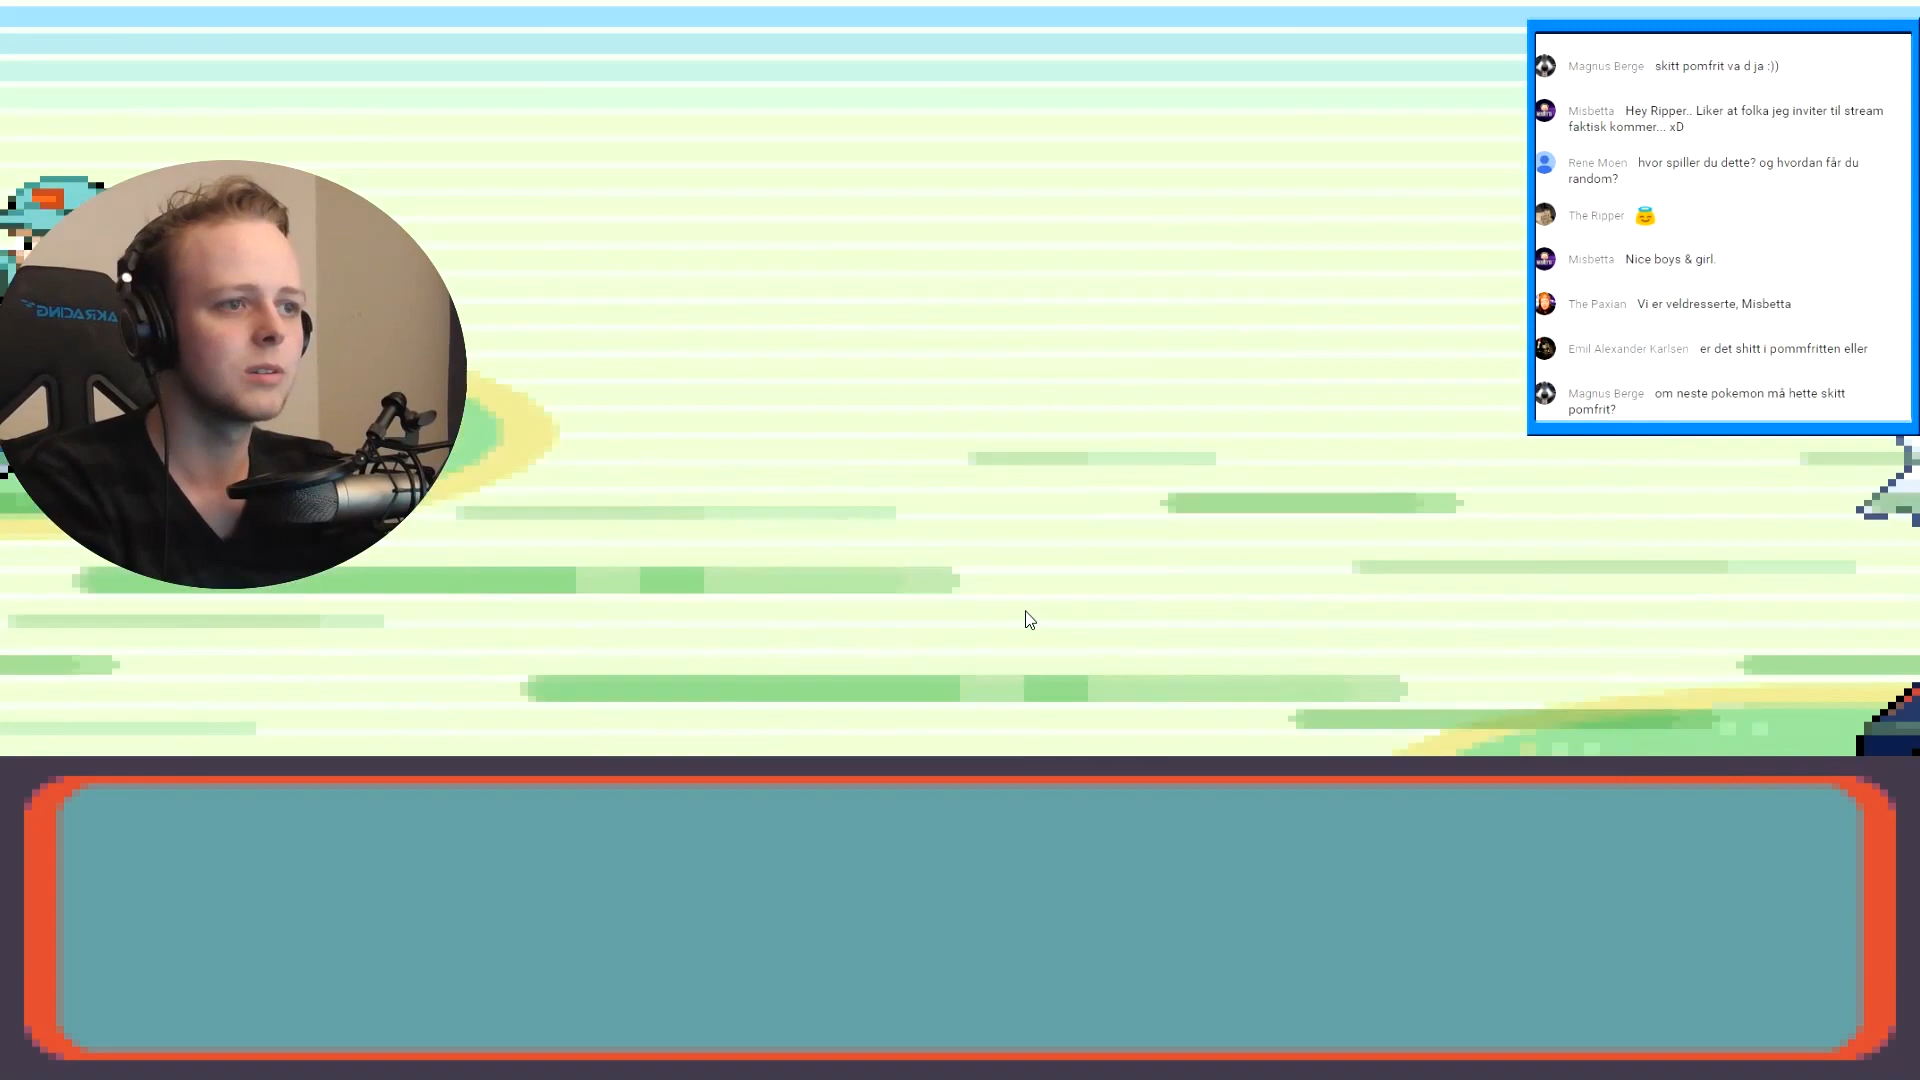 Magnus Berge skitt pomfrit va d ja :))
Misbetta Hey Ripper.. Liker at folka jeg inviter til stream
faktisk kommer... xD
Rene Moen hvor spiller du dette? og hvordan får du
random?
The Ripper 😇
Misbetta Nice boys & girl.
The Paxian Vi er veldresserte, Misbetta
Emil Alexander Karlsen er det shitt i pommfritten eller
Magnus Berge om neste pokemon må hette skitt
pomfrit?
AKRACING